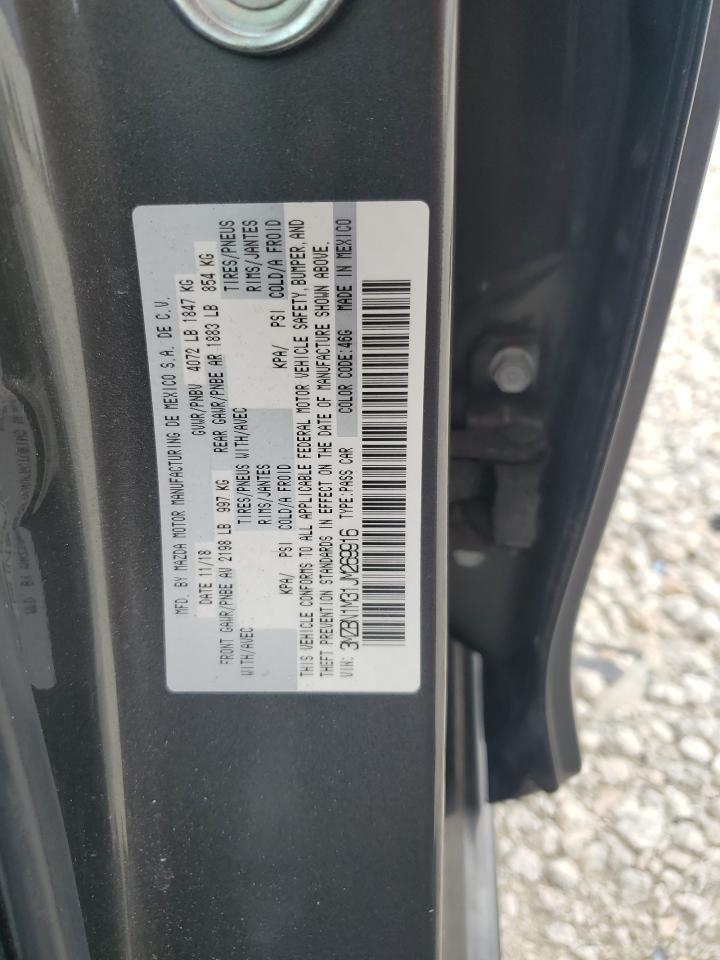 MFD. BY MAZDA MOTOR MANUFACTURING DE MEXICO S.A. DE C.V.
DATE 11/18 GVWR/PNBV 4072 LB 1847 KG
FRONT GAWR/PNBE AV 2198 LB 997 KG REAR GAWR/PNBE AR 1883 LB 854 KG
WITH/AVEC TIRES/PNEUS WITH/AVEC TIRES/PNEUS
RIMS/JANTES RIMS/JANTES
KPA/ PSI COLD/A FROID KPA/ PSI COLD/A FROID
THIS VEHICLE CONFORMS TO ALL APPLICABLE FEDERAL MOTOR VEHICLE SAFETY, BUMPER, AND
THEFT PREVENTION STANDARDS IN EFFECT ON THE DATE OF MANUFACTURE SHOWN ABOVE.
VIN: 3MZBN1M31JM269916 TYPE:PASS CAR COLOR CODE:46G MADE IN MEXICO